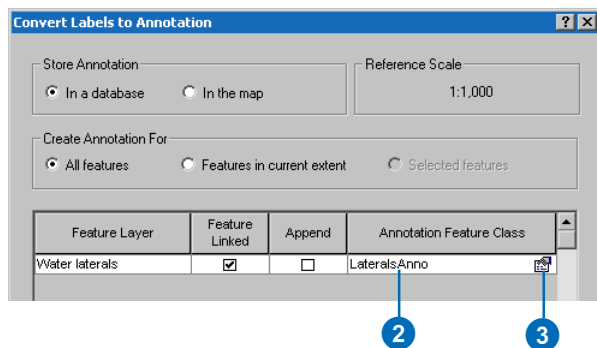 Convert Labels to Annotation
Store Annotation
In a database
In the map
Reference Scale
1:1,000
Create Annotation For
All features
Features in current extent
Selected features
Feature Layer
Feature Linked
Append
Annotation Feature Class
Water laterals
LateralsAnno
2
3